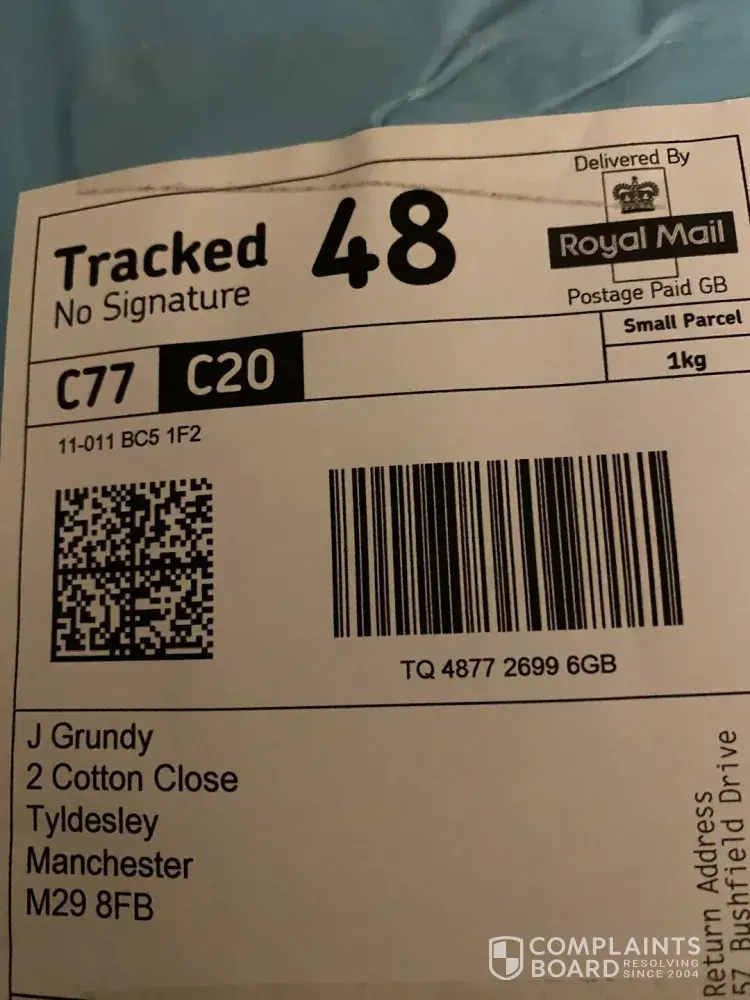 Delivered By
Royal Mail
Postage Paid GB
Tracked 48
No Signature
Small Parcel
1kg
C77 C20
11-011 BC5 1F2
TQ 4877 2699 6GB
J Grundy
2 Cotton Close
Tyldesley
Manchester
M29 8FB
Return Address
57 Bushfield Drive
COMPLAINTS
BOARD RESOLVING
SINCE 2004